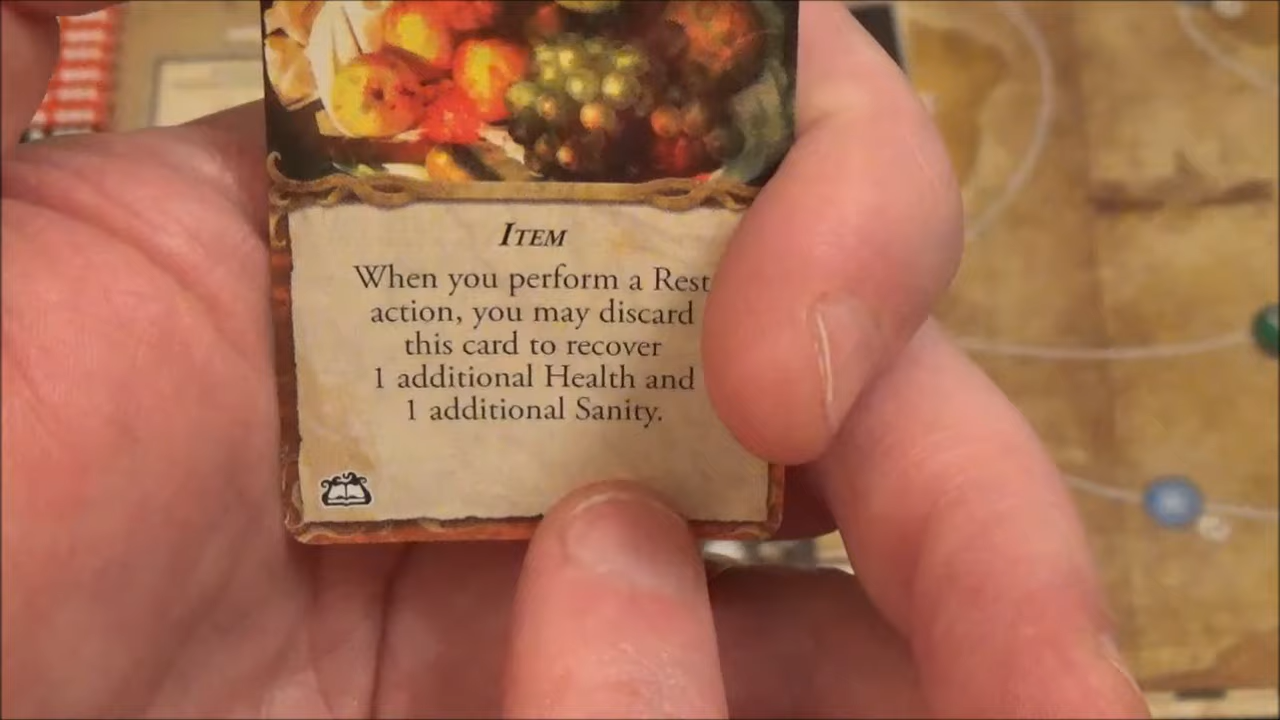 ITEM
When you perform a Rest
action, you may discard
this card to recover
1 additional Health and
1 additional Sanity.